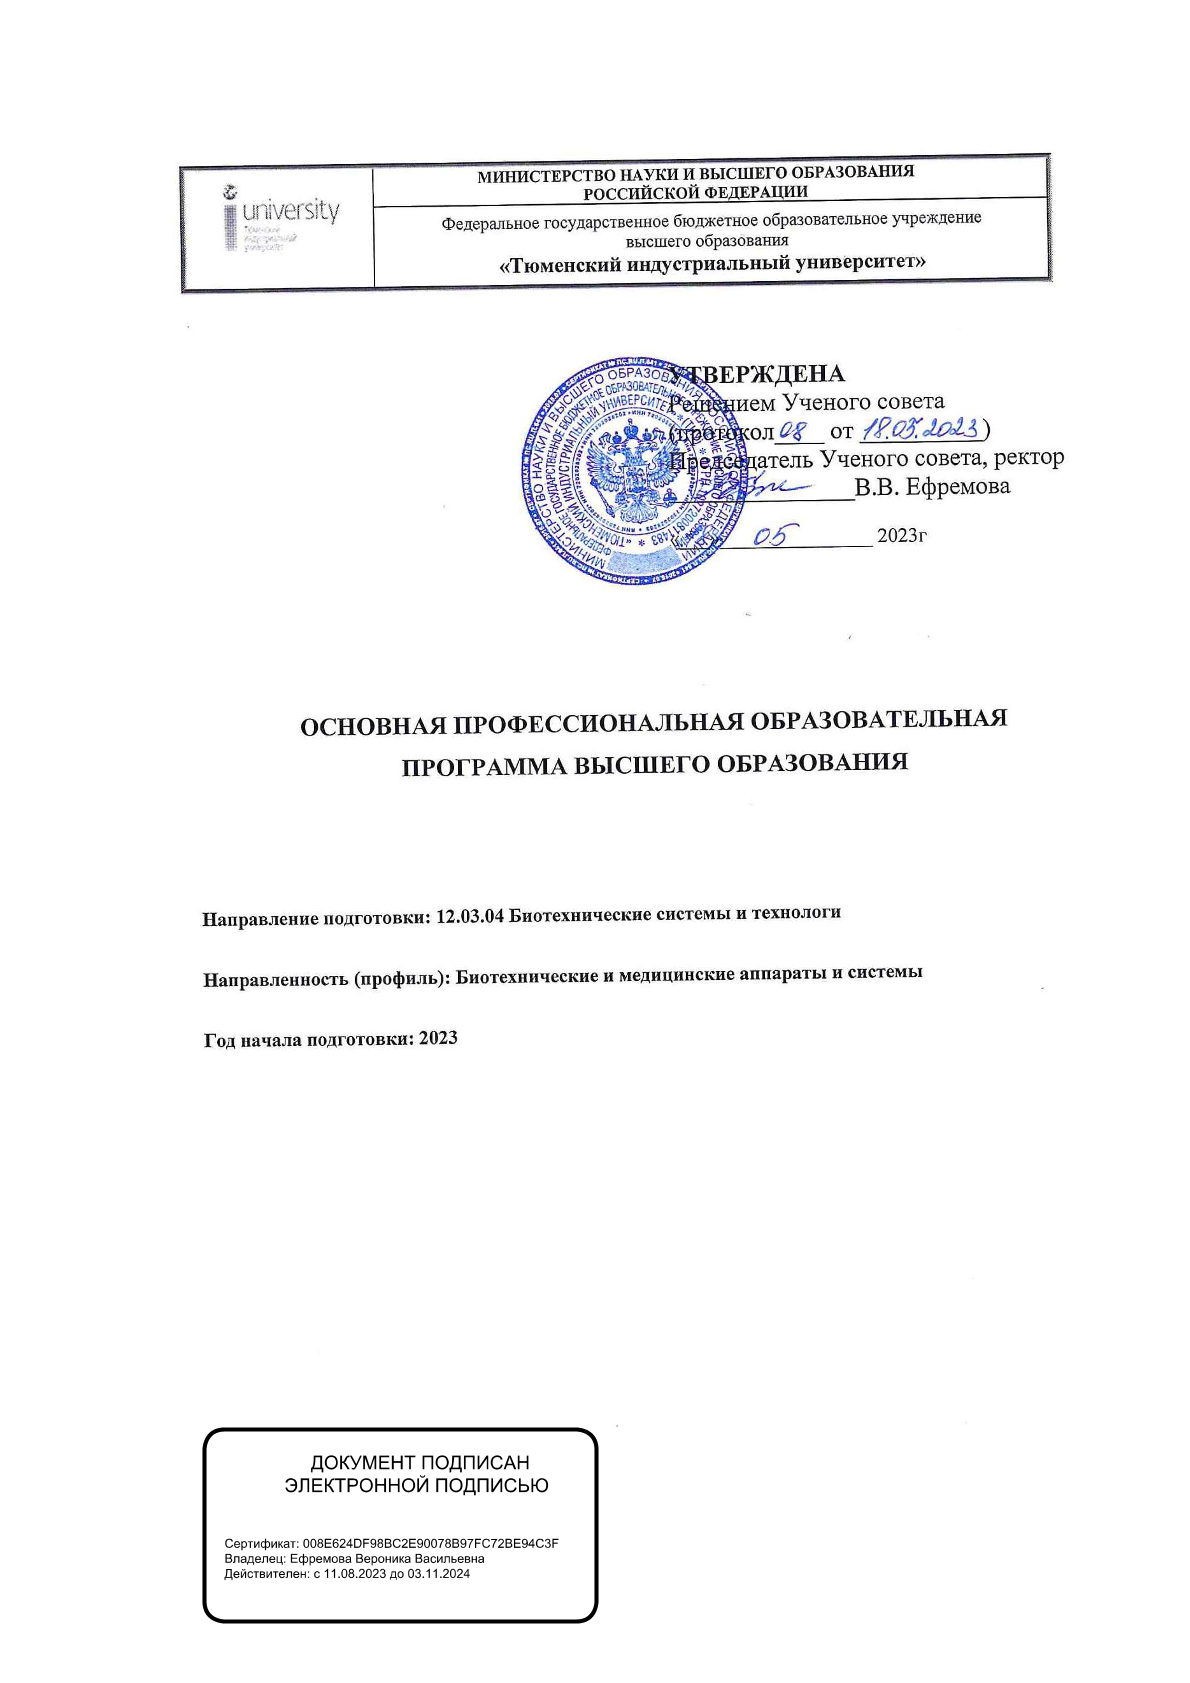 university
Тюменский
индустриальный
университет
МИНИСТЕРСТВО НАУКИ И ВЫСШЕГО ОБРАЗОВАНИЯ
РОССИЙСКОЙ ФЕДЕРАЦИИ
Федеральное государственное бюджетное образовательное учреждение
высшего образования
«Тюменский индустриальный университет»
УТВЕРЖДЕНА
Решением Ученого совета
(протокол 08 от 18.05.2023)
Председатель Ученого совета, ректор
В.В. Ефремова
05 2023г
ОСНОВНАЯ ПРОФЕССИОНАЛЬНАЯ ОБРАЗОВАТЕЛЬНАЯ
ПРОГРАММА ВЫСШЕГО ОБРАЗОВАНИЯ
Направление подготовки: 12.03.04 Биотехнические системы и технологи
Направленность (профиль): Биотехнические и медицинские аппараты и системы
Год начала подготовки: 2023
ДОКУМЕНТ ПОДПИСАН
ЭЛЕКТРОННОЙ ПОДПИСЬЮ
Сертификат: 008E624DF98BC2E90078B97FC72BE94C3F
Владелец: Ефремова Вероника Васильевна
Действителен: с 11.08.2023 до 03.11.2024